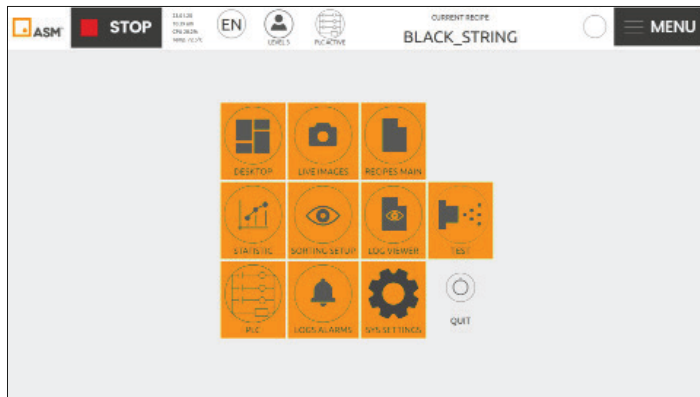 ASM
STOP
EN
LEVEL 5
PLC ACTIVE
CURRENT RECIPE
BLACK_STRING
MENU
DESKTOP
LIVE IMAGES
RECIPES MAIN
STATISTIC
SORTING SETUP
LOG VIEWER
TEST
PLC
LOGS ALARMS
SYS.SETTINGS
QUIT